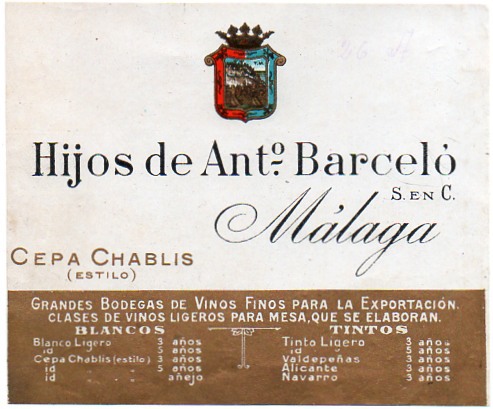 Hijos de Antº. Barceló
S. EN C.
Málaga
CEPA CHABLIS
(ESTILO)
GRANDES BODEGAS DE VINOS FINOS PARA LA EXPORTACIÓN.
CLASES DE VINOS LIGEROS PARA MESA, QUE SE ELABORAN.
BLANCOS
Blanco Ligero 3 años
id 5 años
Cepa Chablis (estilo) 3 años
id 5 años
id añejo
TINTOS
Tinto Ligero 3 años
id 5 años
Valdepeñas 3 años
Alicante 3 años
Navarro 3 años